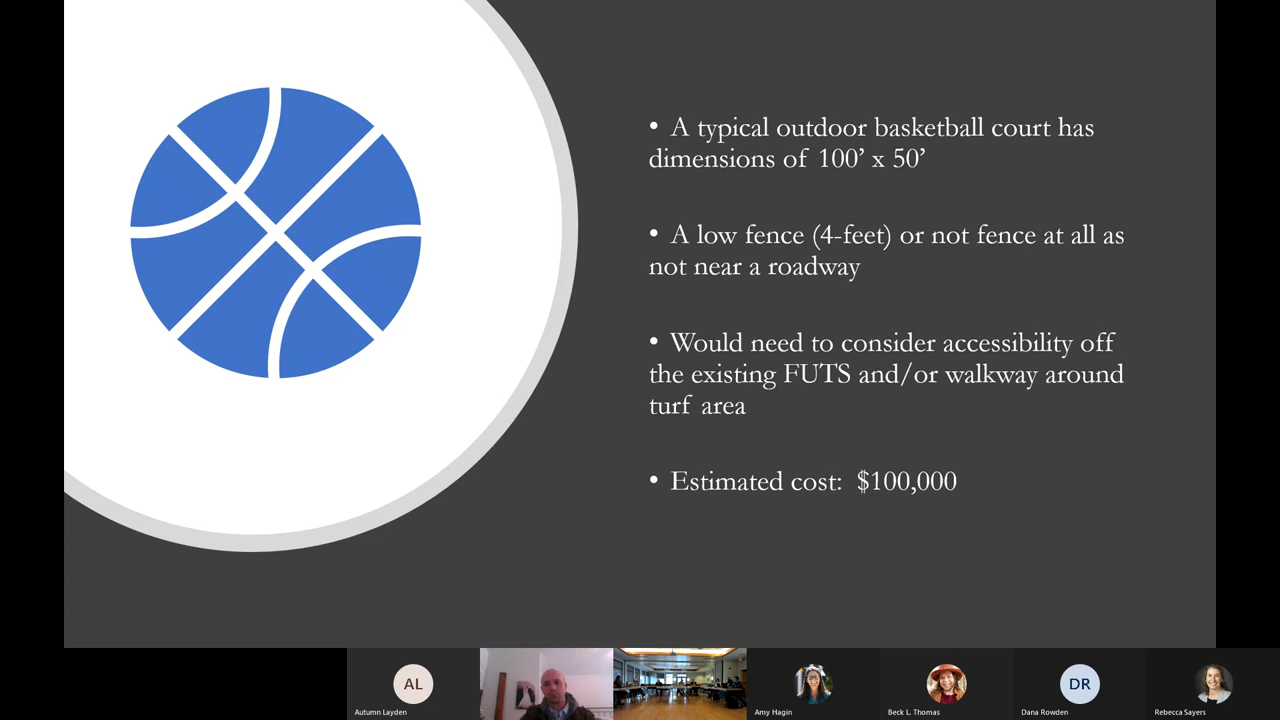 • A typical outdoor basketball court has
dimensions of 100’ x 50’
• A low fence (4-feet) or not fence at all as
not near a roadway
• Would need to consider accessibility off
the existing FUTS and/or walkway around
turf area
• Estimated cost: $100,000
AL
DR
Autumn Layden
Amy Hagin
Beck L. Thomas
Dana Rowden
Rebecca Sayers